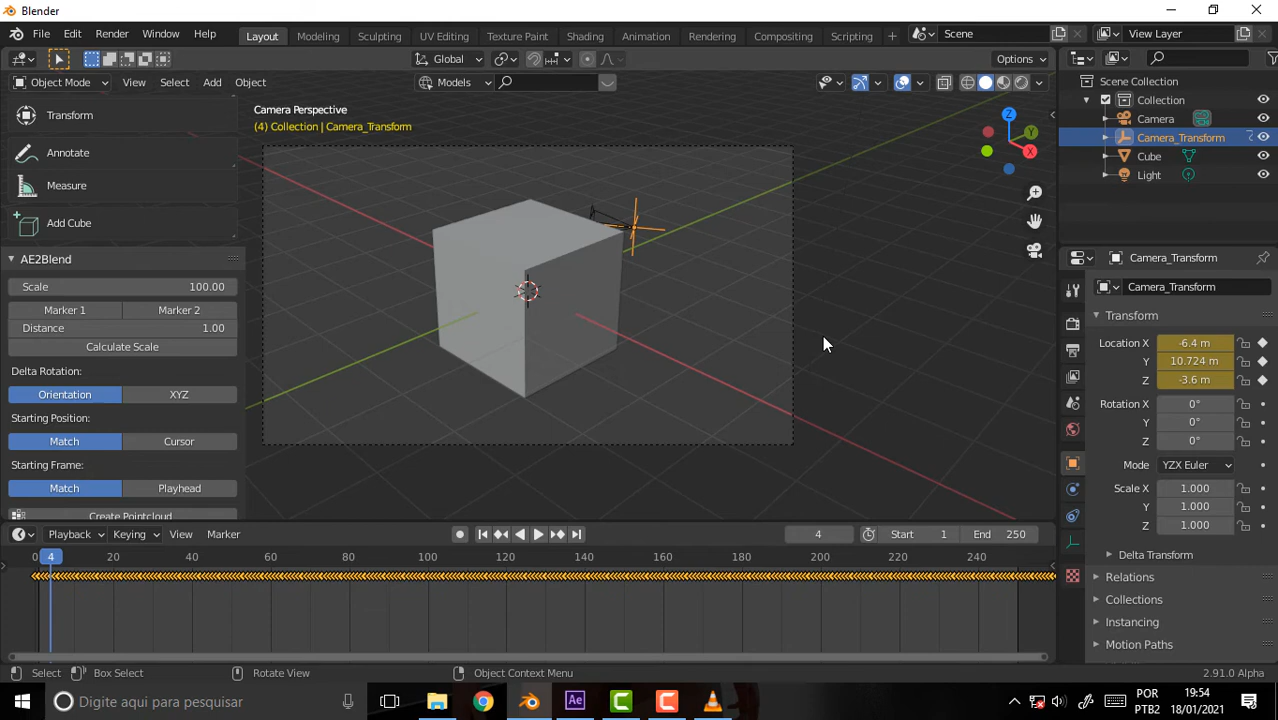 Blender
File Edit Render Window Help Layout Modeling Sculpting UV Editing Texture Paint Shading Animation Rendering Compositing Scripting Scene View Layer
Global Options
Object Mode View Select Add Object Models
Scene Collection
Collection
Camera
Camera_Transform
Cube
Light
Transform
Annotate
Measure
Add Cube
AE2Blend
Scale 100.00
Marker 1 Marker 2
Distance 1.00
Calculate Scale
Delta Rotation:
Orientation XYZ
Starting Position:
Match Cursor
Starting Frame:
Match Playhead
Create Pointcloud
Camera Perspective
(4) Collection | Camera_Transform
Z
Y
X
Camera_Transform
Camera_Transform
Transform
Location X -6.4 m
Y 10.724 m
Z -3.6 m
Rotation X 0°
Y 0°
Z 0°
Mode YZX Euler
Scale X 1.000
Y 1.000
Z 1.000
Delta Transform
Relations
Collections
Instancing
Motion Paths
Playback Keying View Marker 4 Start 1 End 250
0 4 20 40 60 80 100 120 140 160 180 200 220 240
Select Box Select Rotate View Object Context Menu 2.91.0 Alpha
Digite aqui para pesquisar
Ae
C
C
POR
PTB2
19:54
18/01/2021